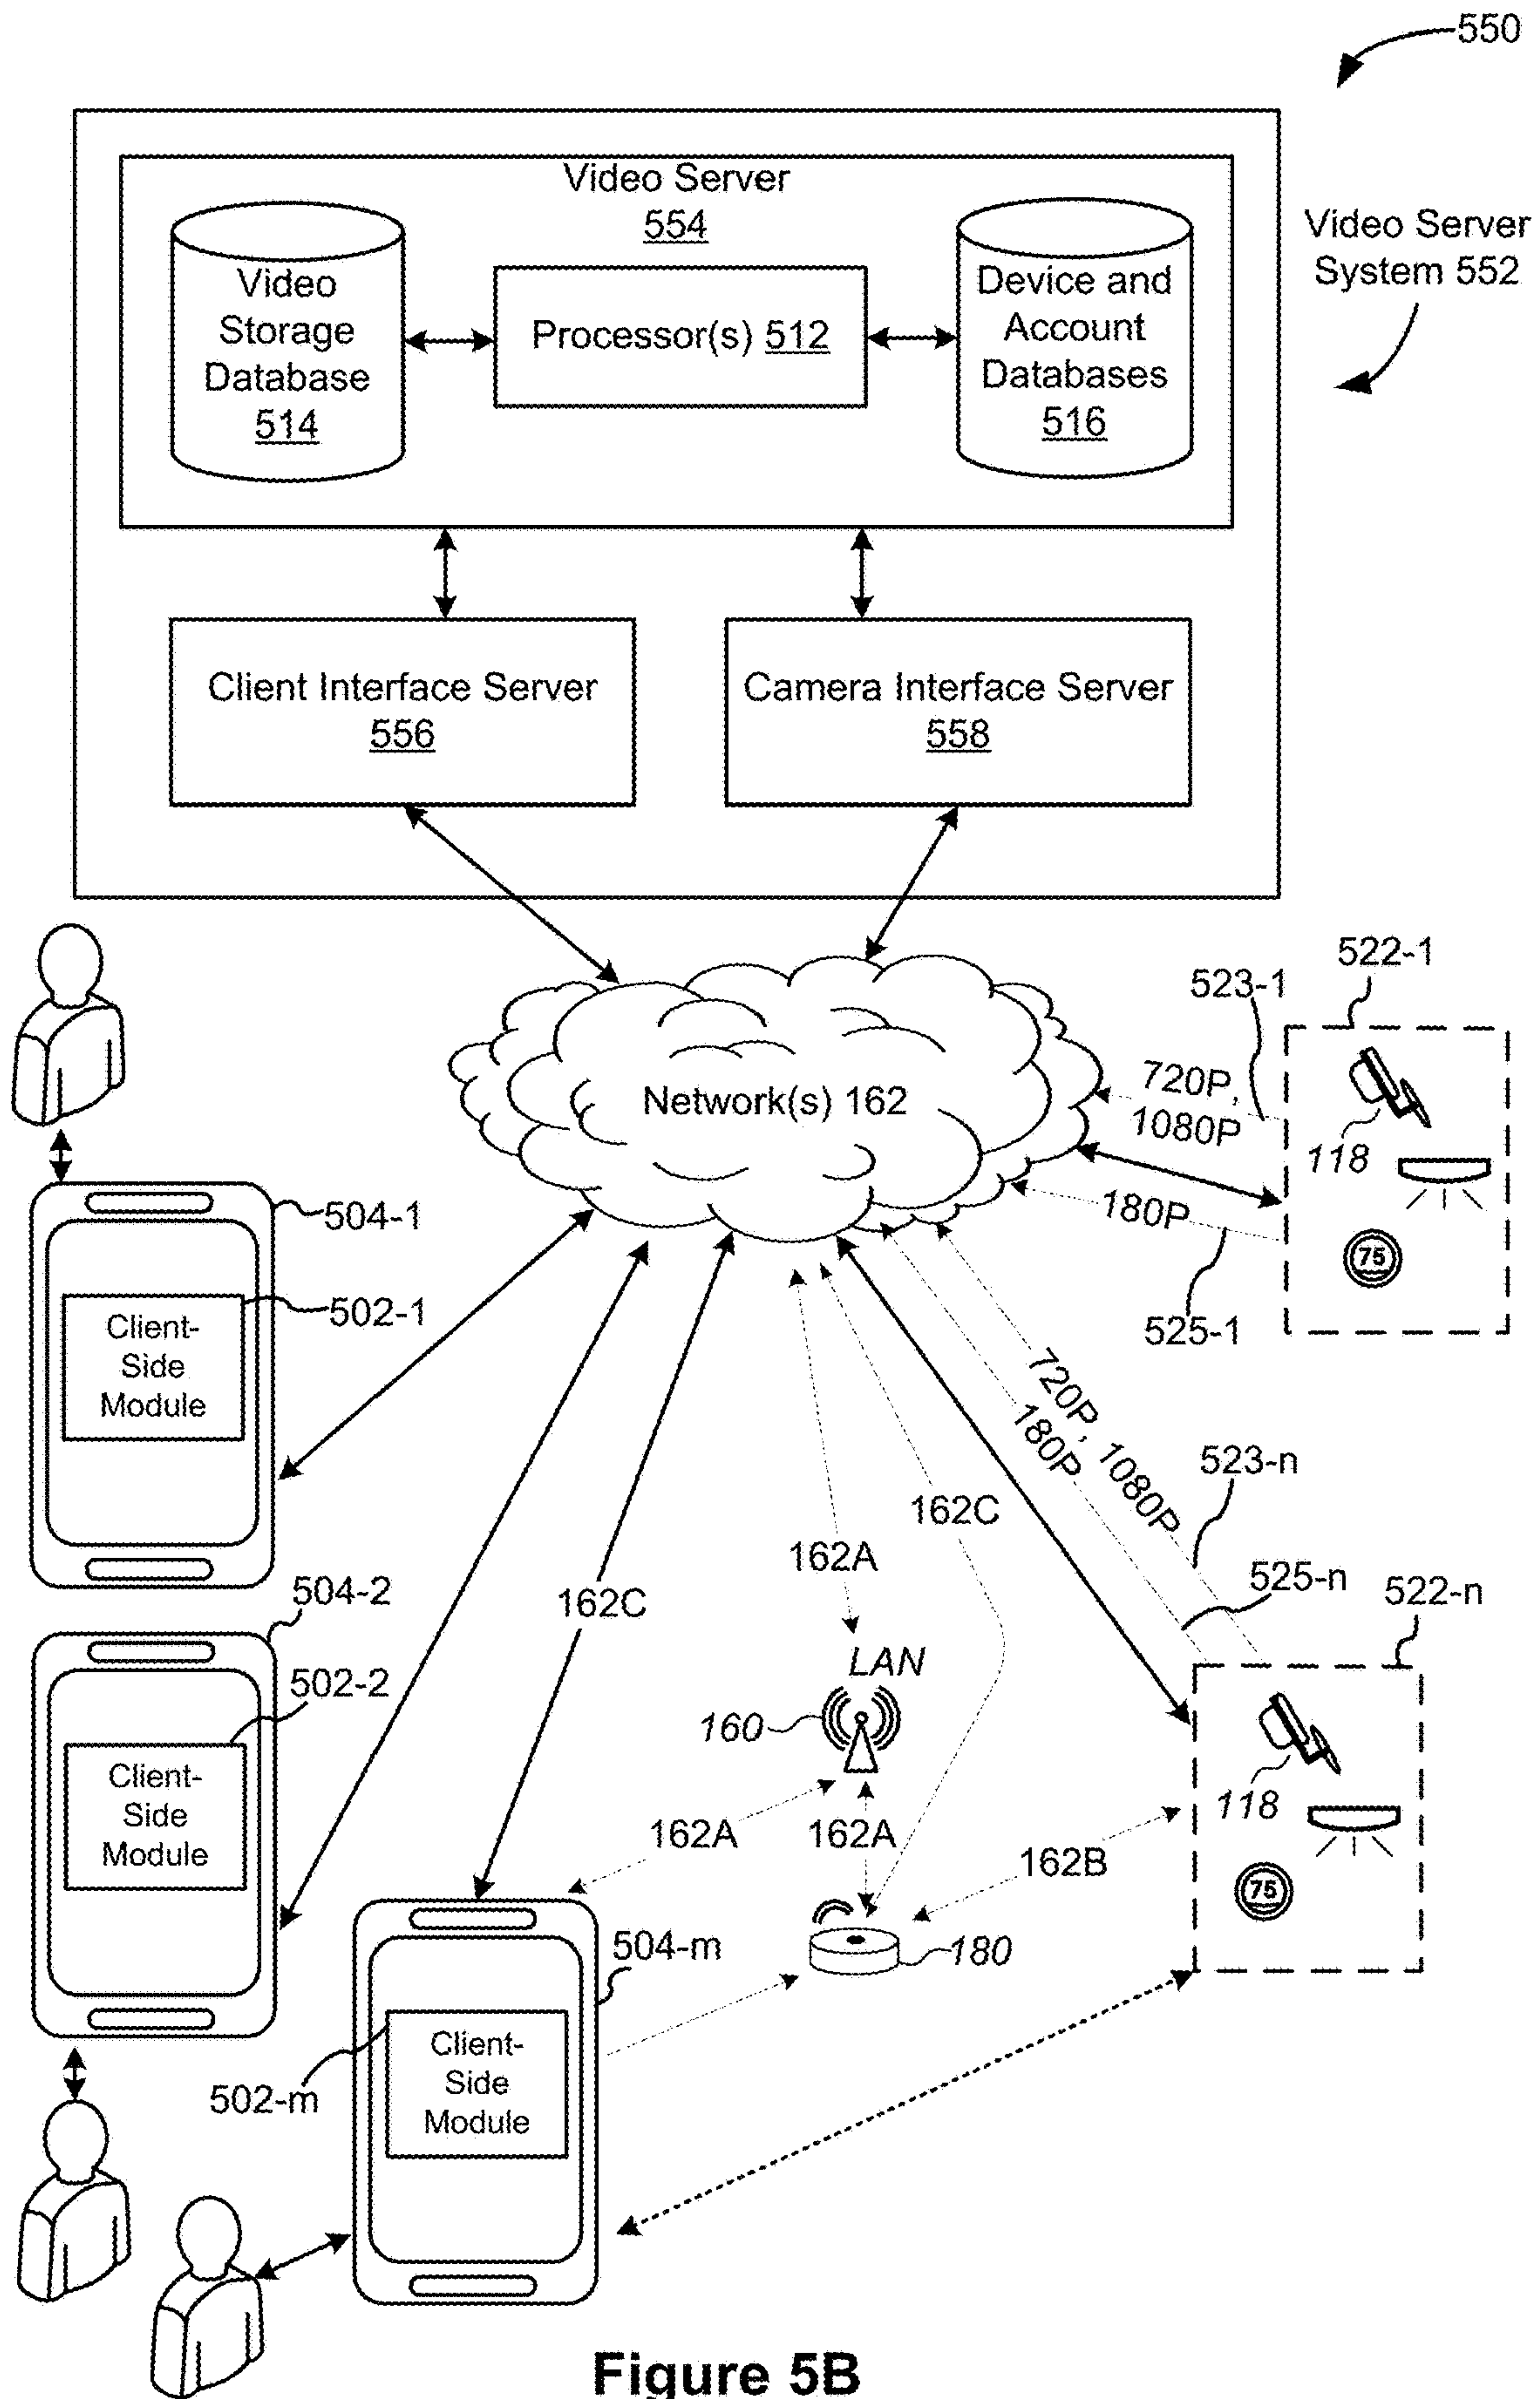 550
Video Server
554
Video Server
System 552
Video
Storage
Database
514
Processor(s) 512
Device and
Account
Databases
516
Client Interface Server
556
Camera Interface Server
558
522-1
523-1
Network(s) 162
720P,
1080P
118
180P
75
525-1
504-1
502-1
Client-
Side
Module
720P, 1080P
180P
523-n
162C
162A
162C
525-n
522-n
504-2
LAN
502-2
160
Client-
Side
Module
118
162A
162A
162B
75
504-m
180
Client-
Side
Module
502-m
Figure 5B